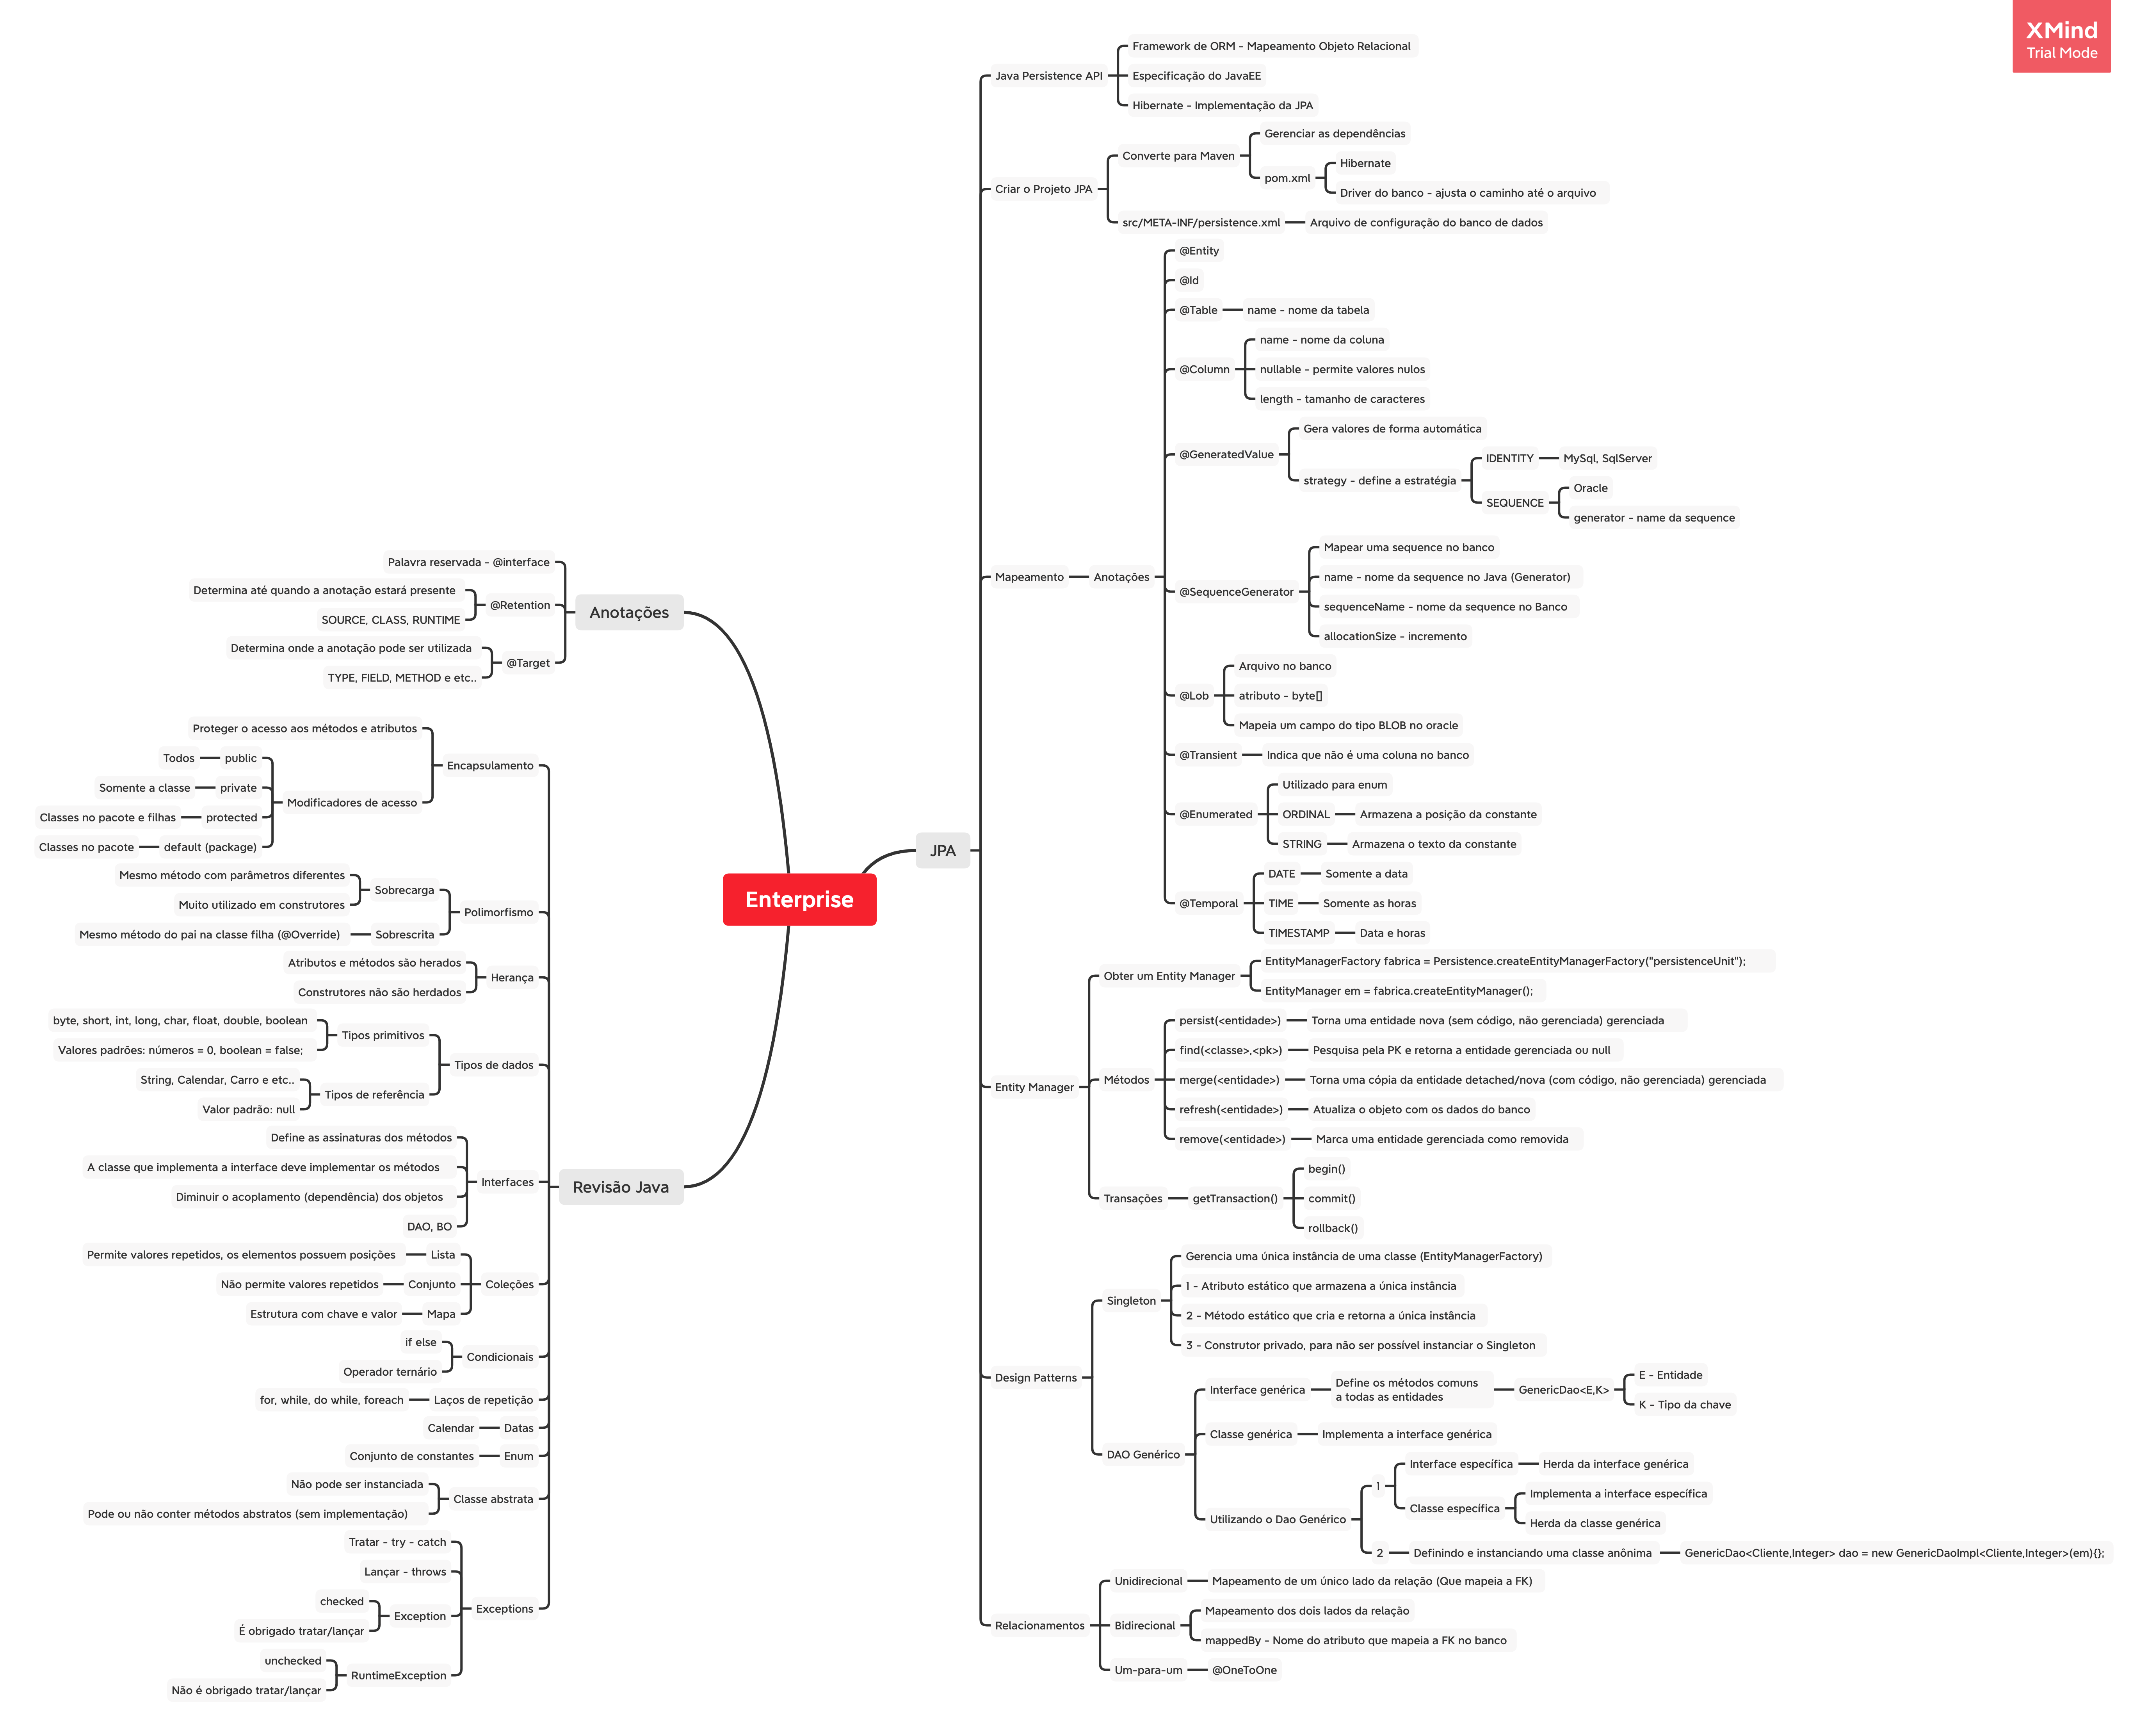 XMind
Trial Mode
Enterprise
Anotações
Palavra reservada - @interface
@Retention
Determina até quando a anotação estará presente
SOURCE, CLASS, RUNTIME
@Target
Determina onde a anotação pode ser utilizada
TYPE, FIELD, METHOD e etc..
Revisão Java
Encapsulamento
Proteger o acesso aos métodos e atributos
Modificadores de acesso
public
Todos
private
Somente a classe
protected
Classes no pacote e filhas
default (package)
Classes no pacote
Polimorfismo
Sobrecarga
Mesmo método com parâmetros diferentes
Muito utilizado em construtores
Sobrescrita
Mesmo método do pai na classe filha (@Override)
Herança
Atributos e métodos são herados
Construtores não são herdados
Tipos de dados
Tipos primitivos
byte, short, int, long, char, float, double, boolean
Valores padrões: números = 0, boolean = false;
Tipos de referência
String, Calendar, Carro e etc..
Valor padrão: null
Interfaces
Define as assinaturas dos métodos
A classe que implementa a interface deve implementar os métodos
Diminuir o acoplamento (dependência) dos objetos
DAO, BO
Coleções
Lista
Permite valores repetidos, os elementos possuem posições
Conjunto
Não permite valores repetidos
Mapa
Estrutura com chave e valor
Condicionais
if else
Operador ternário
Laços de repetição
for, while, do while, foreach
Datas
Calendar
Enum
Conjunto de constantes
Classe abstrata
Não pode ser instanciada
Pode ou não conter métodos abstratos (sem implementação)
Exceptions
Tratar - try - catch
Lançar - throws
Exception
checked
É obrigado tratar/lançar
RuntimeException
unchecked
Não é obrigado tratar/lançar
JPA
Java Persistence API
Framework de ORM - Mapeamento Objeto Relacional
Especificação do JavaEE
Hibernate - Implementação da JPA
Criar o Projeto JPA
Converte para Maven
Gerenciar as dependências
pom.xml
Hibernate
Driver do banco - ajusta o caminho até o arquivo
src/META-INF/persistence.xml
Arquivo de configuração do banco de dados
Mapeamento
Anotações
@Entity
@Id
@Table
name - nome da tabela
@Column
name - nome da coluna
nullable - permite valores nulos
length - tamanho de caracteres
@GeneratedValue
Gera valores de forma automática
strategy - define a estratégia
IDENTITY
MySql, SqlServer
SEQUENCE
Oracle
generator - name da sequence
@SequenceGenerator
Mapear uma sequence no banco
name - nome da sequence no Java (Generator)
sequenceName - nome da sequence no Banco
allocationSize - incremento
@Lob
Arquivo no banco
atributo - byte[]
Mapeia um campo do tipo BLOB no oracle
@Transient
Indica que não é uma coluna no banco
@Enumerated
Utilizado para enum
ORDINAL
Armazena a posição da constante
STRING
Armazena o texto da constante
@Temporal
DATE
Somente a data
TIME
Somente as horas
TIMESTAMP
Data e horas
Entity Manager
Obter um Entity Manager
EntityManagerFactory fabrica = Persistence.createEntityManagerFactory("persistenceUnit");
EntityManager em = fabrica.createEntityManager();
Métodos
persist(<entidade>)
Torna uma entidade nova (sem código, não gerenciada) gerenciada
find(<classe>,<pk>)
Pesquisa pela PK e retorna a entidade gerenciada ou null
merge(<entidade>)
Torna uma cópia da entidade detached/nova (com código, não gerenciada) gerenciada
refresh(<entidade>)
Atualiza o objeto com os dados do banco
remove(<entidade>)
Marca uma entidade gerenciada como removida
Transações
getTransaction()
begin()
commit()
rollback()
Design Patterns
Singleton
Gerencia uma única instância de uma classe (EntityManagerFactory)
1 - Atributo estático que armazena a única instância
2 - Método estático que cria e retorna a única instância
3 - Construtor privado, para não ser possível instanciar o Singleton
DAO Genérico
Interface genérica
Define os métodos comuns
a todas as entidades
GenericDao<E,K>
E - Entidade
K - Tipo da chave
Classe genérica
Implementa a interface genérica
Utilizando o Dao Genérico
1
Interface específica
Herda da interface genérica
Classe específica
Implementa a interface específica
Herda da classe genérica
2
Definindo e instanciando uma classe anônima
GenericDao<Cliente,Integer> dao = new GenericDaoImpl<Cliente,Integer>(em){};
Relacionamentos
Unidirecional
Mapeamento de um único lado da relação (Que mapeia a FK)
Bidirecional
Mapeamento dos dois lados da relação
mappedBy - Nome do atributo que mapeia a FK no banco
Um-para-um
@OneToOne